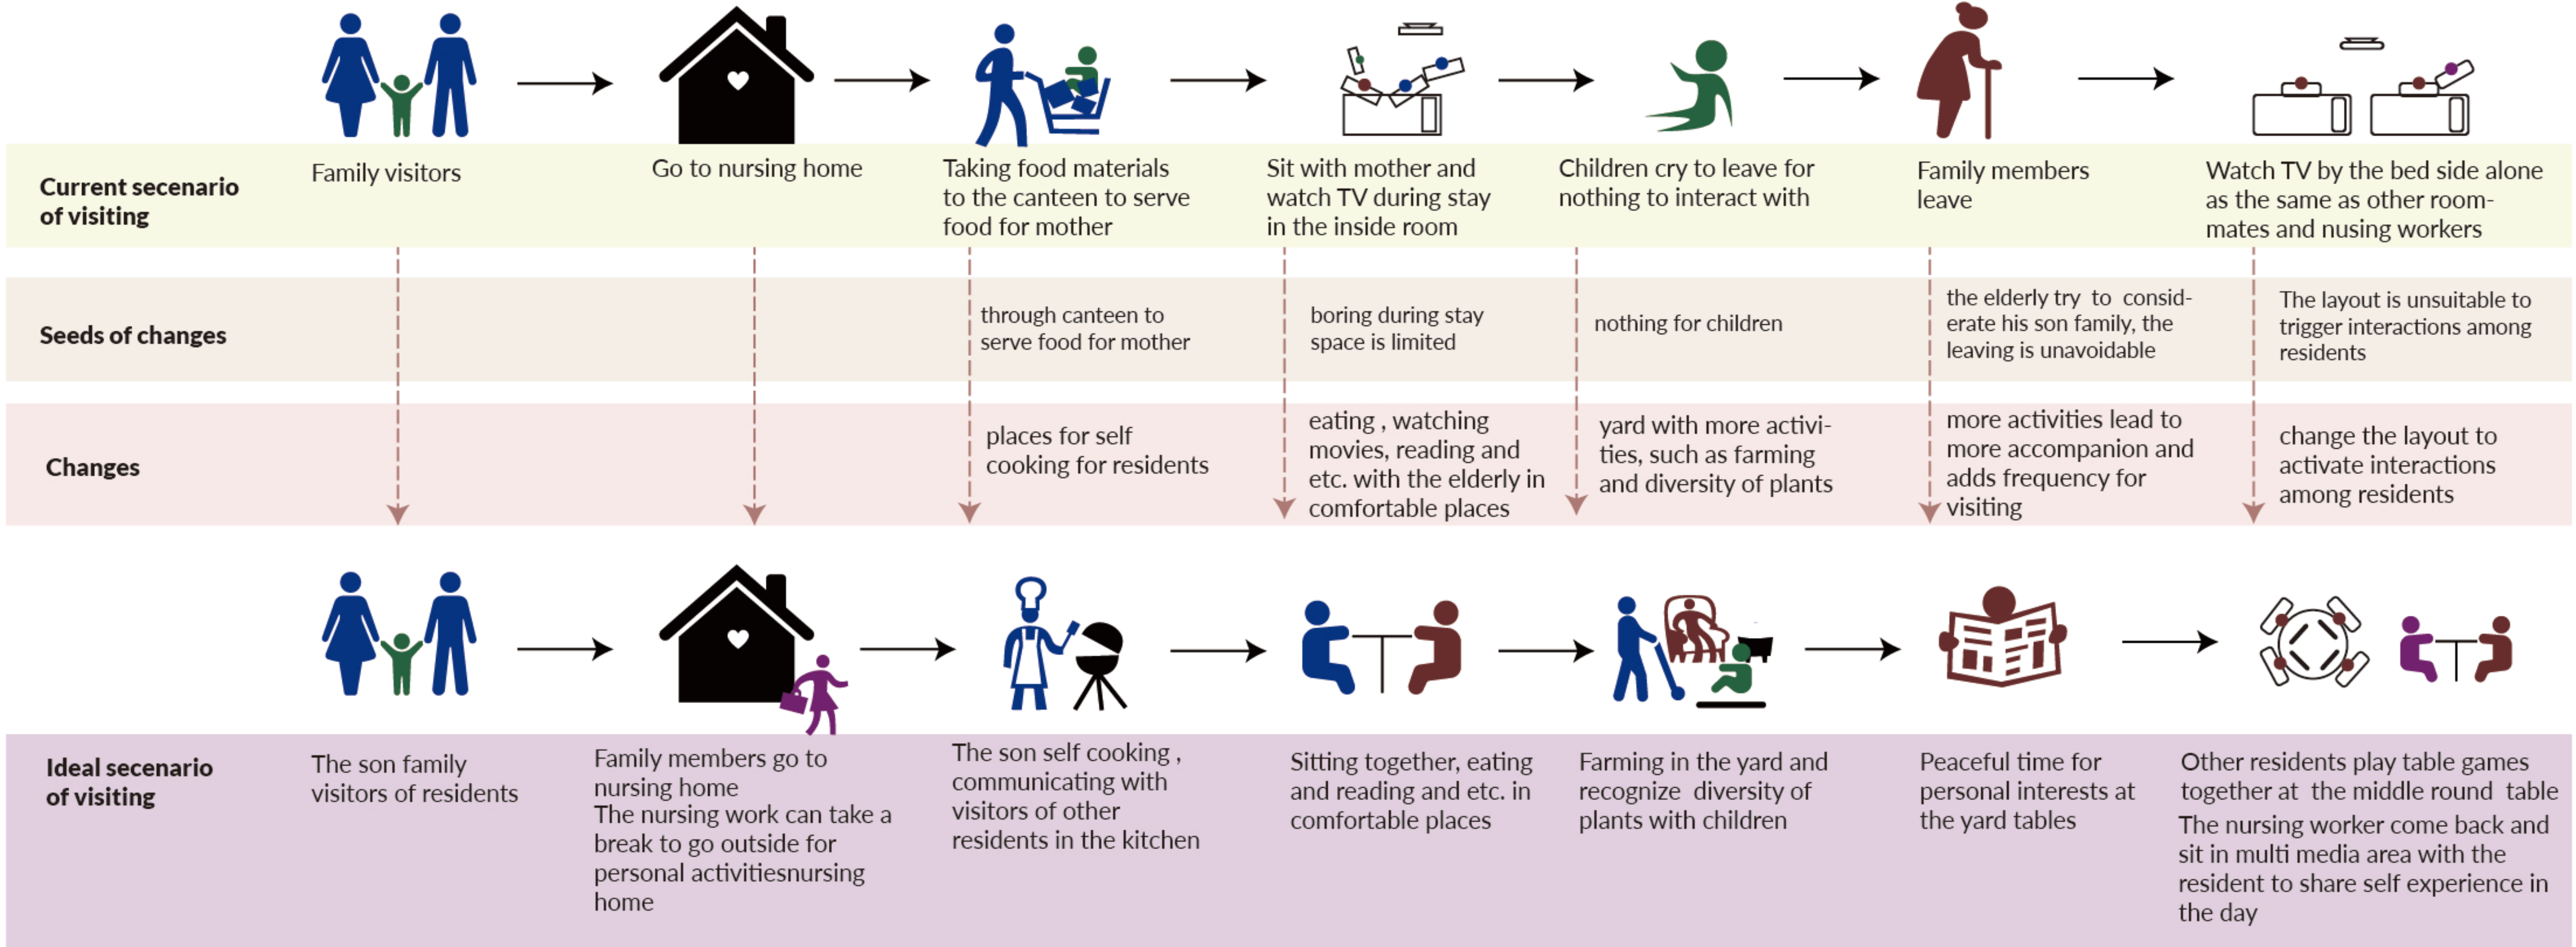 Current secenario
of visiting
Family visitors
Go to nursing home
Taking food materials
to the canteen to serve
food for mother
Sit with mother and
watch TV during stay
in the inside room
Children cry to leave for
nothing to interact with
Family members
leave
Watch TV by the bed side alone
as the same as other room-
mates and nusing workers
Seeds of changes
through canteen to
serve food for mother
boring during stay
space is limited
nothing for children
the elderly try to consid-
erate his son family, the
leaving is unavoidable
The layout is unsuitable to
trigger interactions among
residents
Changes
places for self
cooking for residents
eating , watching
movies, reading and
etc. with the elderly in
comfortable places
yard with more activi-
ties, such as farming
and diversity of plants
more activities lead to
more accompanion and
adds frequency for
visiting
change the layout to
activate interactions
among residents
Ideal secenario
of visiting
The son family
visitors of residents
Family members go to
nursing home
The nursing work can take a
break to go outside for
personal activitiesnursing
home
The son self cooking ,
communicating with
visitors of other
residents in the kitchen
Sitting together, eating
and reading and etc. in
comfortable places
Farming in the yard and
recognize diversity of
plants with children
Peaceful time for
personal interests at
the yard tables
Other residents play table games
together at the middle round table
The nursing worker come back and
sit in multi media area with the
resident to share self experience in
the day